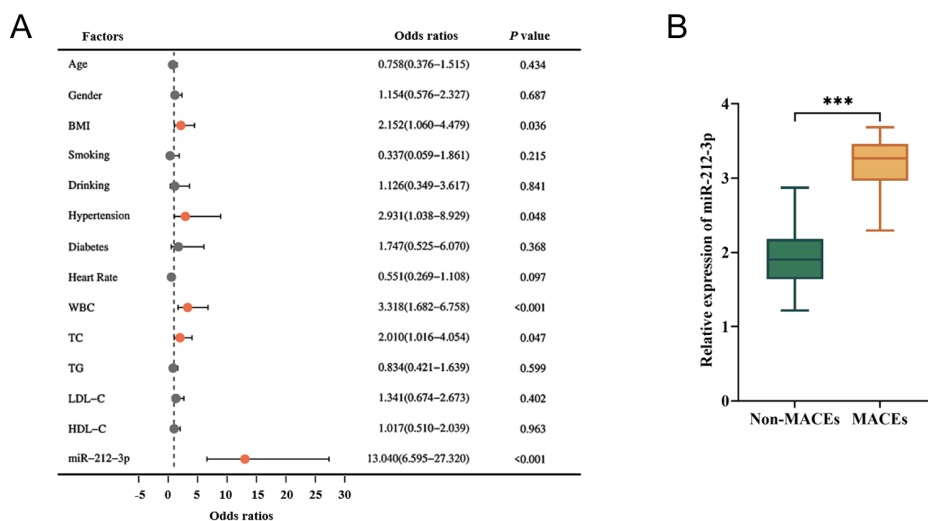 A
Factors Odds ratios P value
Age 0.758(0.376–1.515) 0.434
Gender 1.154(0.576–2.327) 0.687
BMI 2.152(1.060–4.479) 0.036
Smoking 0.337(0.059–1.861) 0.215
Drinking 1.126(0.349–3.617) 0.841
Hypertension 2.931(1.038–8.929) 0.048
Diabetes 1.747(0.525–6.070) 0.368
Heart Rate 0.551(0.269–1.108) 0.097
WBC 3.318(1.682–6.758) <0.001
TC 2.010(1.016–4.054) 0.047
TG 0.834(0.421–1.639) 0.599
LDL–C 1.341(0.674–2.673) 0.402
HDL–C 1.017(0.510–2.039) 0.963
miR–212–3p 13.040(6.595–27.320) <0.001
-5 0 5 10 15 20 25 30
Odds ratios
B
Relative expression of miR-212-3p
4
3
2
1
0
***
Non-MACEs MACEs